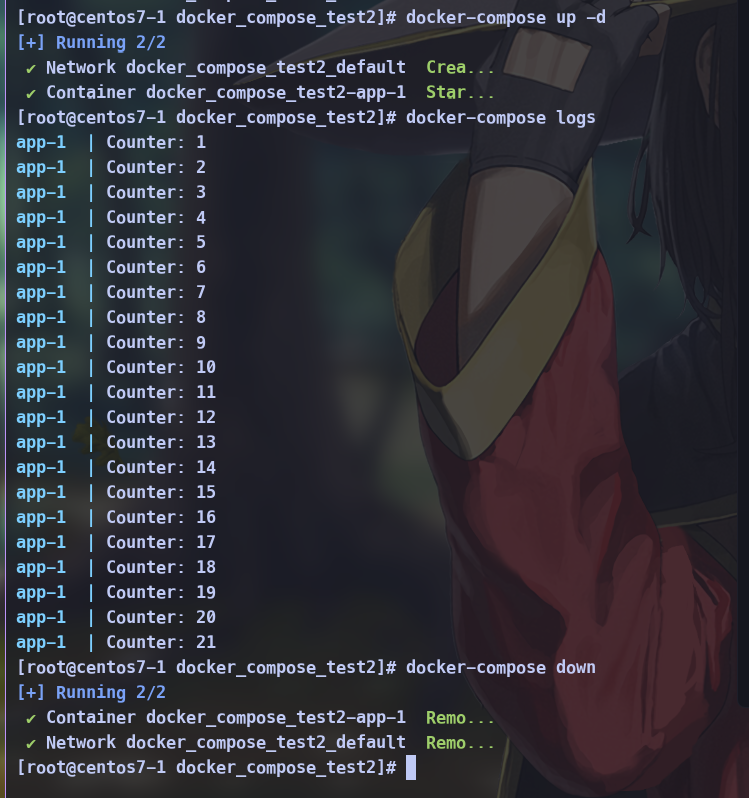 [root@centos7-1 docker_compose_test2]# docker-compose up -d
[+] Running 2/2
 ✔ Network docker_compose_test2_default  Crea...
 ✔ Container docker_compose_test2-app-1  Star...
[root@centos7-1 docker_compose_test2]# docker-compose logs
app-1  | Counter: 1
app-1  | Counter: 2
app-1  | Counter: 3
app-1  | Counter: 4
app-1  | Counter: 5
app-1  | Counter: 6
app-1  | Counter: 7
app-1  | Counter: 8
app-1  | Counter: 9
app-1  | Counter: 10
app-1  | Counter: 11
app-1  | Counter: 12
app-1  | Counter: 13
app-1  | Counter: 14
app-1  | Counter: 15
app-1  | Counter: 16
app-1  | Counter: 17
app-1  | Counter: 18
app-1  | Counter: 19
app-1  | Counter: 20
app-1  | Counter: 21
[root@centos7-1 docker_compose_test2]# docker-compose down
[+] Running 2/2
 ✔ Container docker_compose_test2-app-1  Remo...
 ✔ Network docker_compose_test2_default  Remo...
[root@centos7-1 docker_compose_test2]#